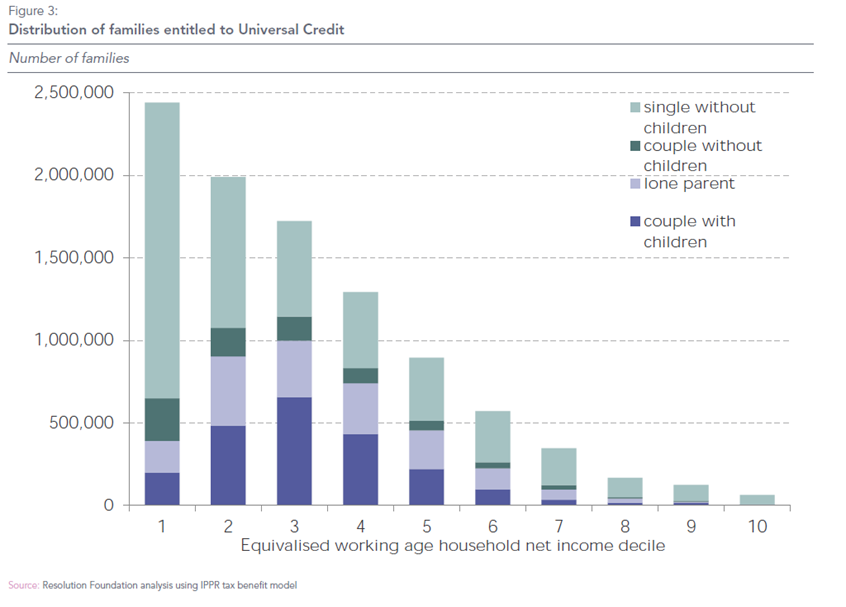 Figure 3:
Distribution of families entitled to Universal Credit
Number of families
2,500,000
2,000,000
1,500,000
1,000,000
500,000
0
single without
children
couple without
children
lone parent
couple with
children
1 2 3 4 5 6 7 8 9 10
Equivalised working age household net income decile
Source: Resolution Foundation analysis using IPPR tax benefit model